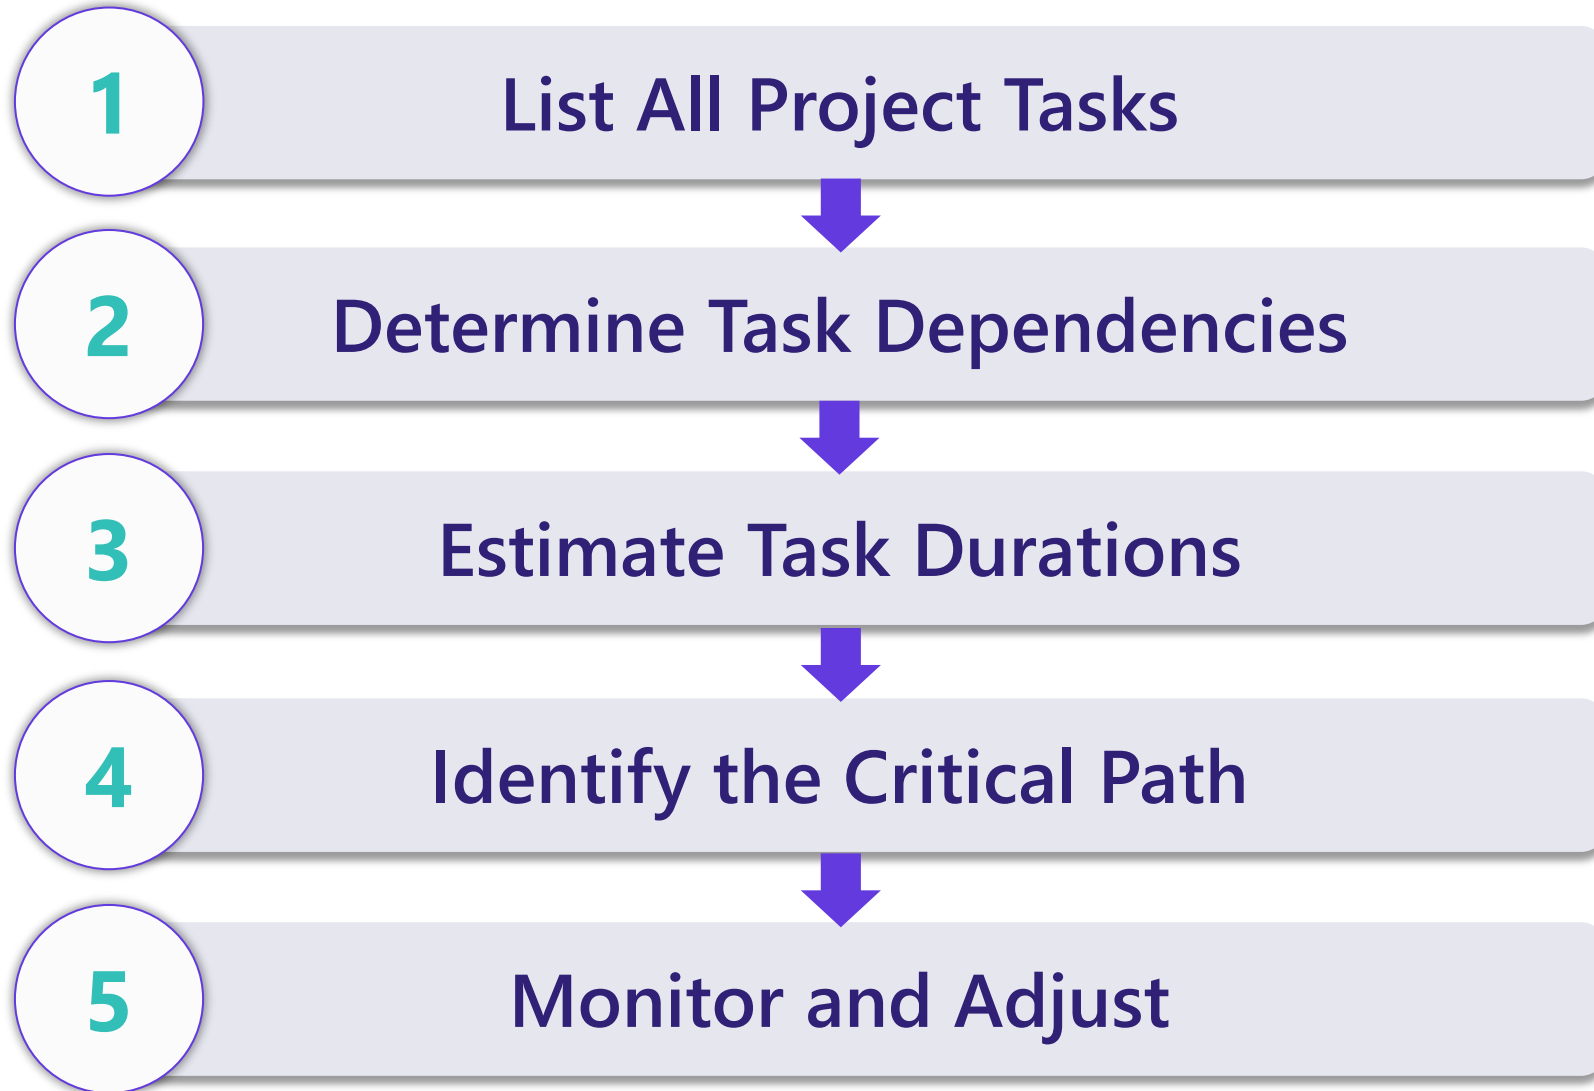 1
List All Project Tasks
2
Determine Task Dependencies
3
Estimate Task Durations
4
Identify the Critical Path
5
Monitor and Adjust